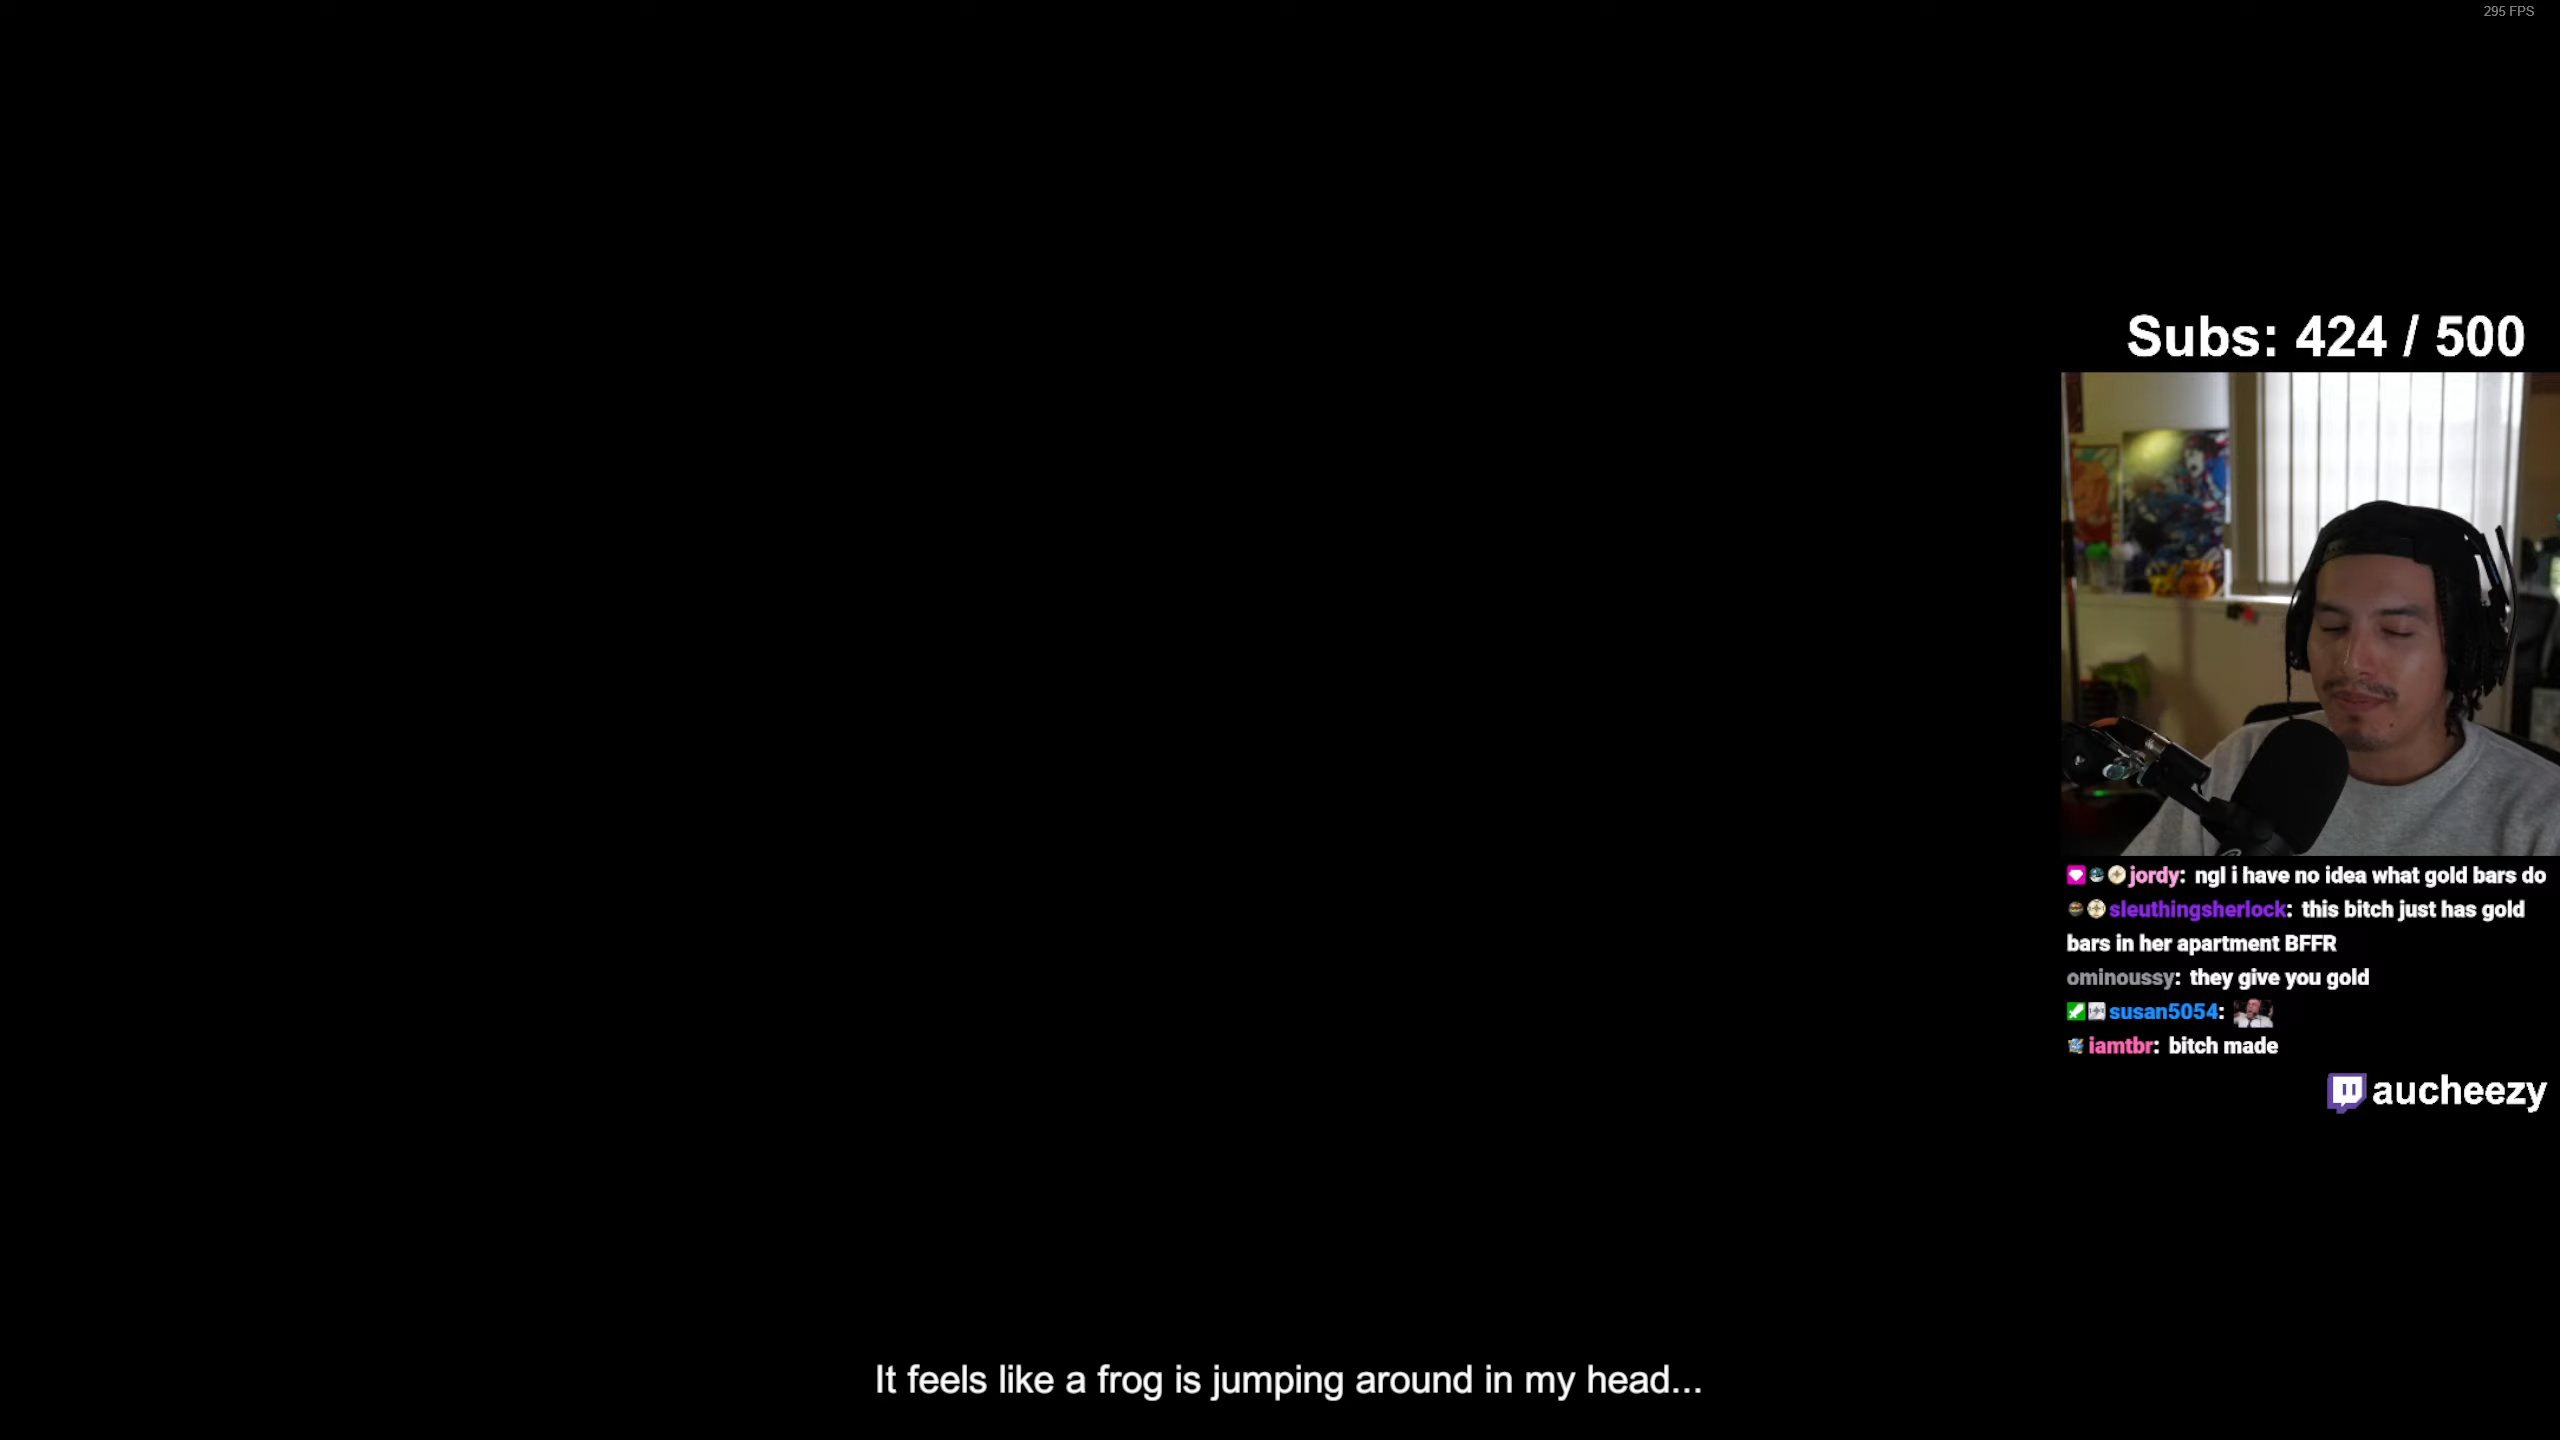 295 FPS
Subs: 424 / 500
jordy: ngl i have no idea what gold bars do
sleuthingsherlock: this bitch just has gold
bars in her apartment BFFR
ominoussy: they give you gold
susan5054:
iamtbr: bitch made
aucheezy
It feels like a frog is jumping around in my head...